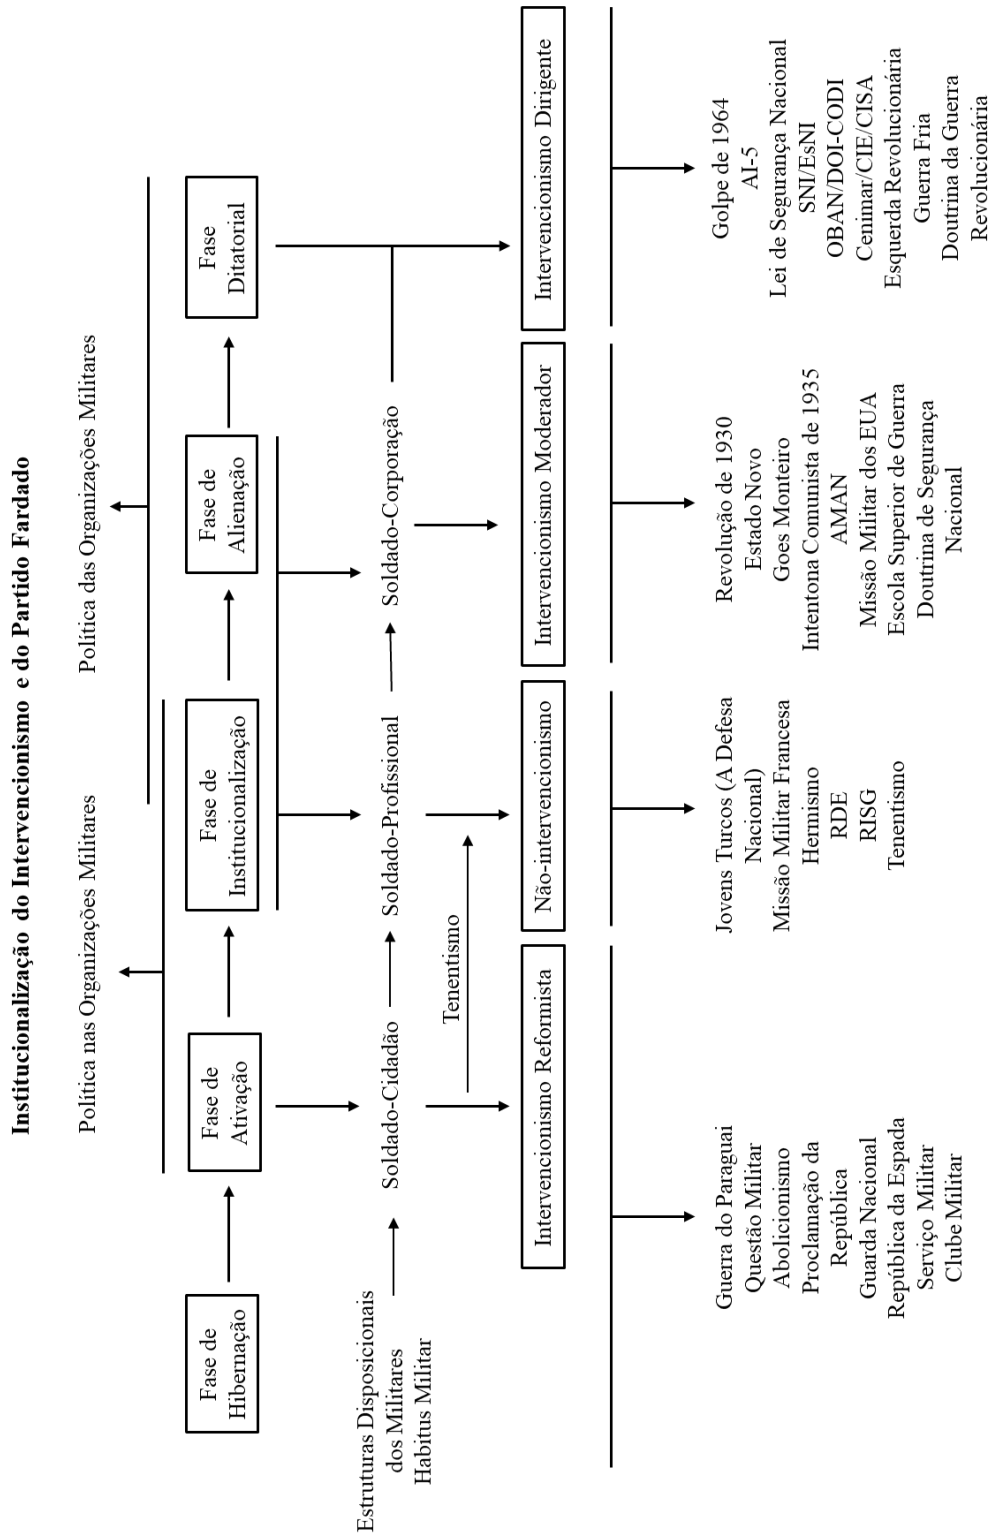 Institucionalização do Intervencionismo e do Partido Fardado
Política nas Organizações Militares
Política das Organizações Militares
Fase de
Hibernação
Fase de
Ativação
Fase de
Institucionalização
Fase de
Alienação
Fase
Ditatorial
Estruturas Disposicionais
dos Militares
Habitus Militar
Soldado-Cidadão
Soldado-Profissional
Soldado-Corporação
Tenentismo
Intervencionismo Reformista
Não-intervencionismo
Intervencionismo Moderador
Intervencionismo Dirigente
Guerra do Paraguai
Questão Militar
Abolicionismo
Proclamação da
República
Guarda Nacional
República da Espada
Serviço Militar
Clube Militar
Jovens Turcos (A Defesa
Nacional)
Missão Militar Francesa
Hermismo
RDE
RISG
Tenentismo
Revolução de 1930
Estado Novo
Goes Monteiro
Intentona Comunista de 1935
AMAN
Missão Militar dos EUA
Escola Superior de Guerra
Doutrina de Segurança
Nacional
Golpe de 1964
AI-5
Lei de Segurança Nacional
SNI/EsNI
OBAN/DOI-CODI
Cenimar/CIE/CISA
Esquerda Revolucionária
Guerra Fria
Doutrina da Guerra
Revolucionária